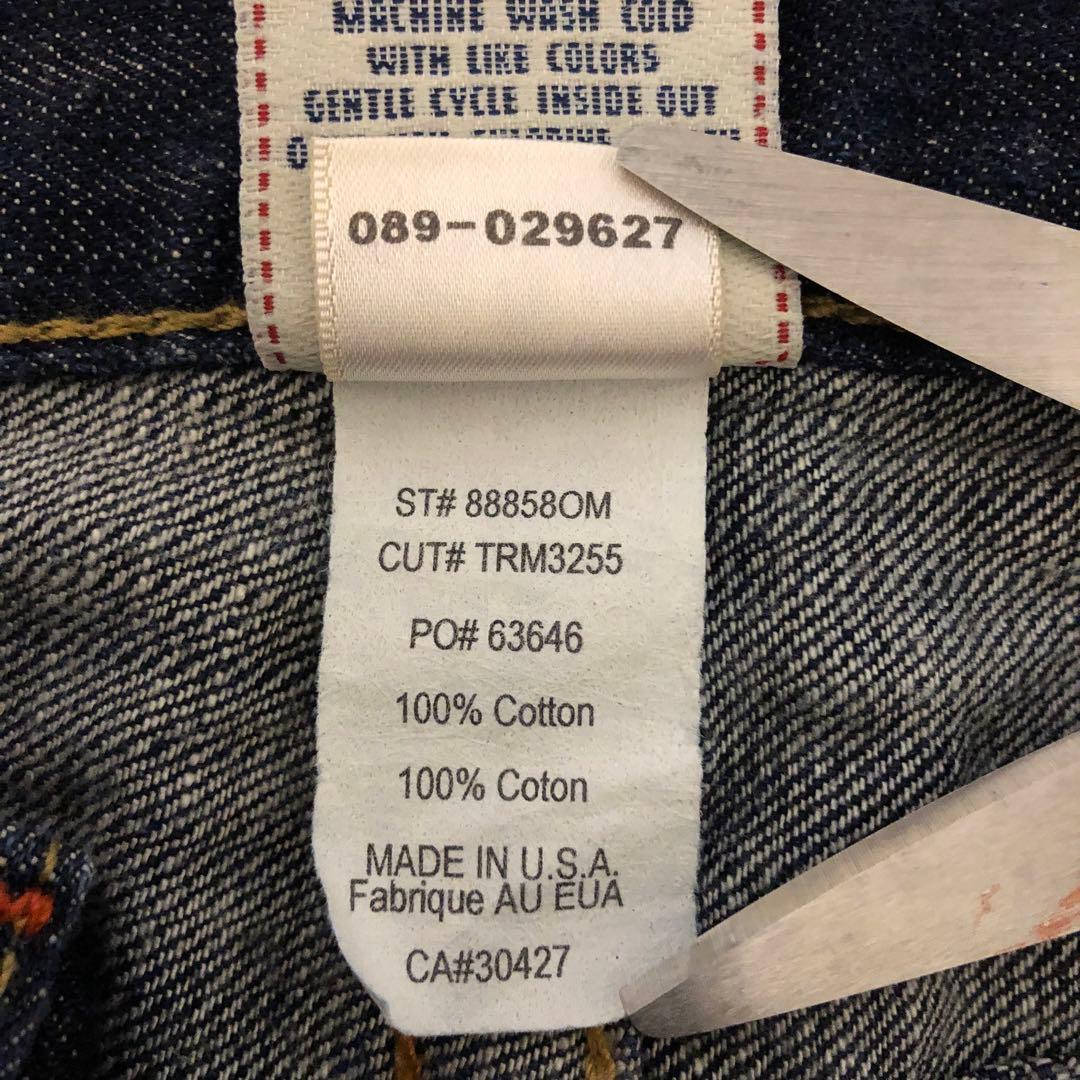 MACHINE WASH COLD
WITH LIKE COLORS
GENTLE CYCLE INSIDE OUT
089-029627
ST# 88858OM
CUT# TRM3255
PO# 63646
100% Cotton
100% Coton
MADE IN U.S.A.
Fabrique AU EUA
CA#30427